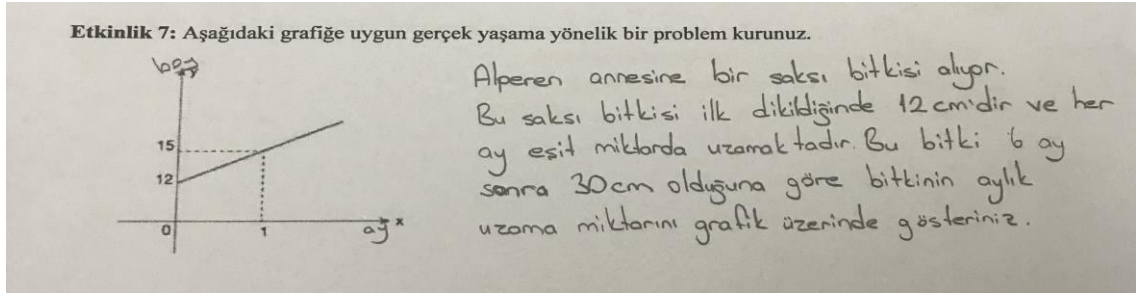 Etkinlik 7: Aşağıdaki grafiğe uygun gerçek yaşama yönelik bir problem kurunuz.
boy
y
15
12
0
1
ay
x
Alperen annesine bir saksı bitkisi alıyor.
Bu saksı bitkisi ilk dikildiğinde 12 cm'dir ve her
ay eşit miktarda uzamaktadır. Bu bitki 6 ay
sonra 30cm olduğuna göre bitkinin aylık
uzama miktarını grafik üzerinde gösteriniz.